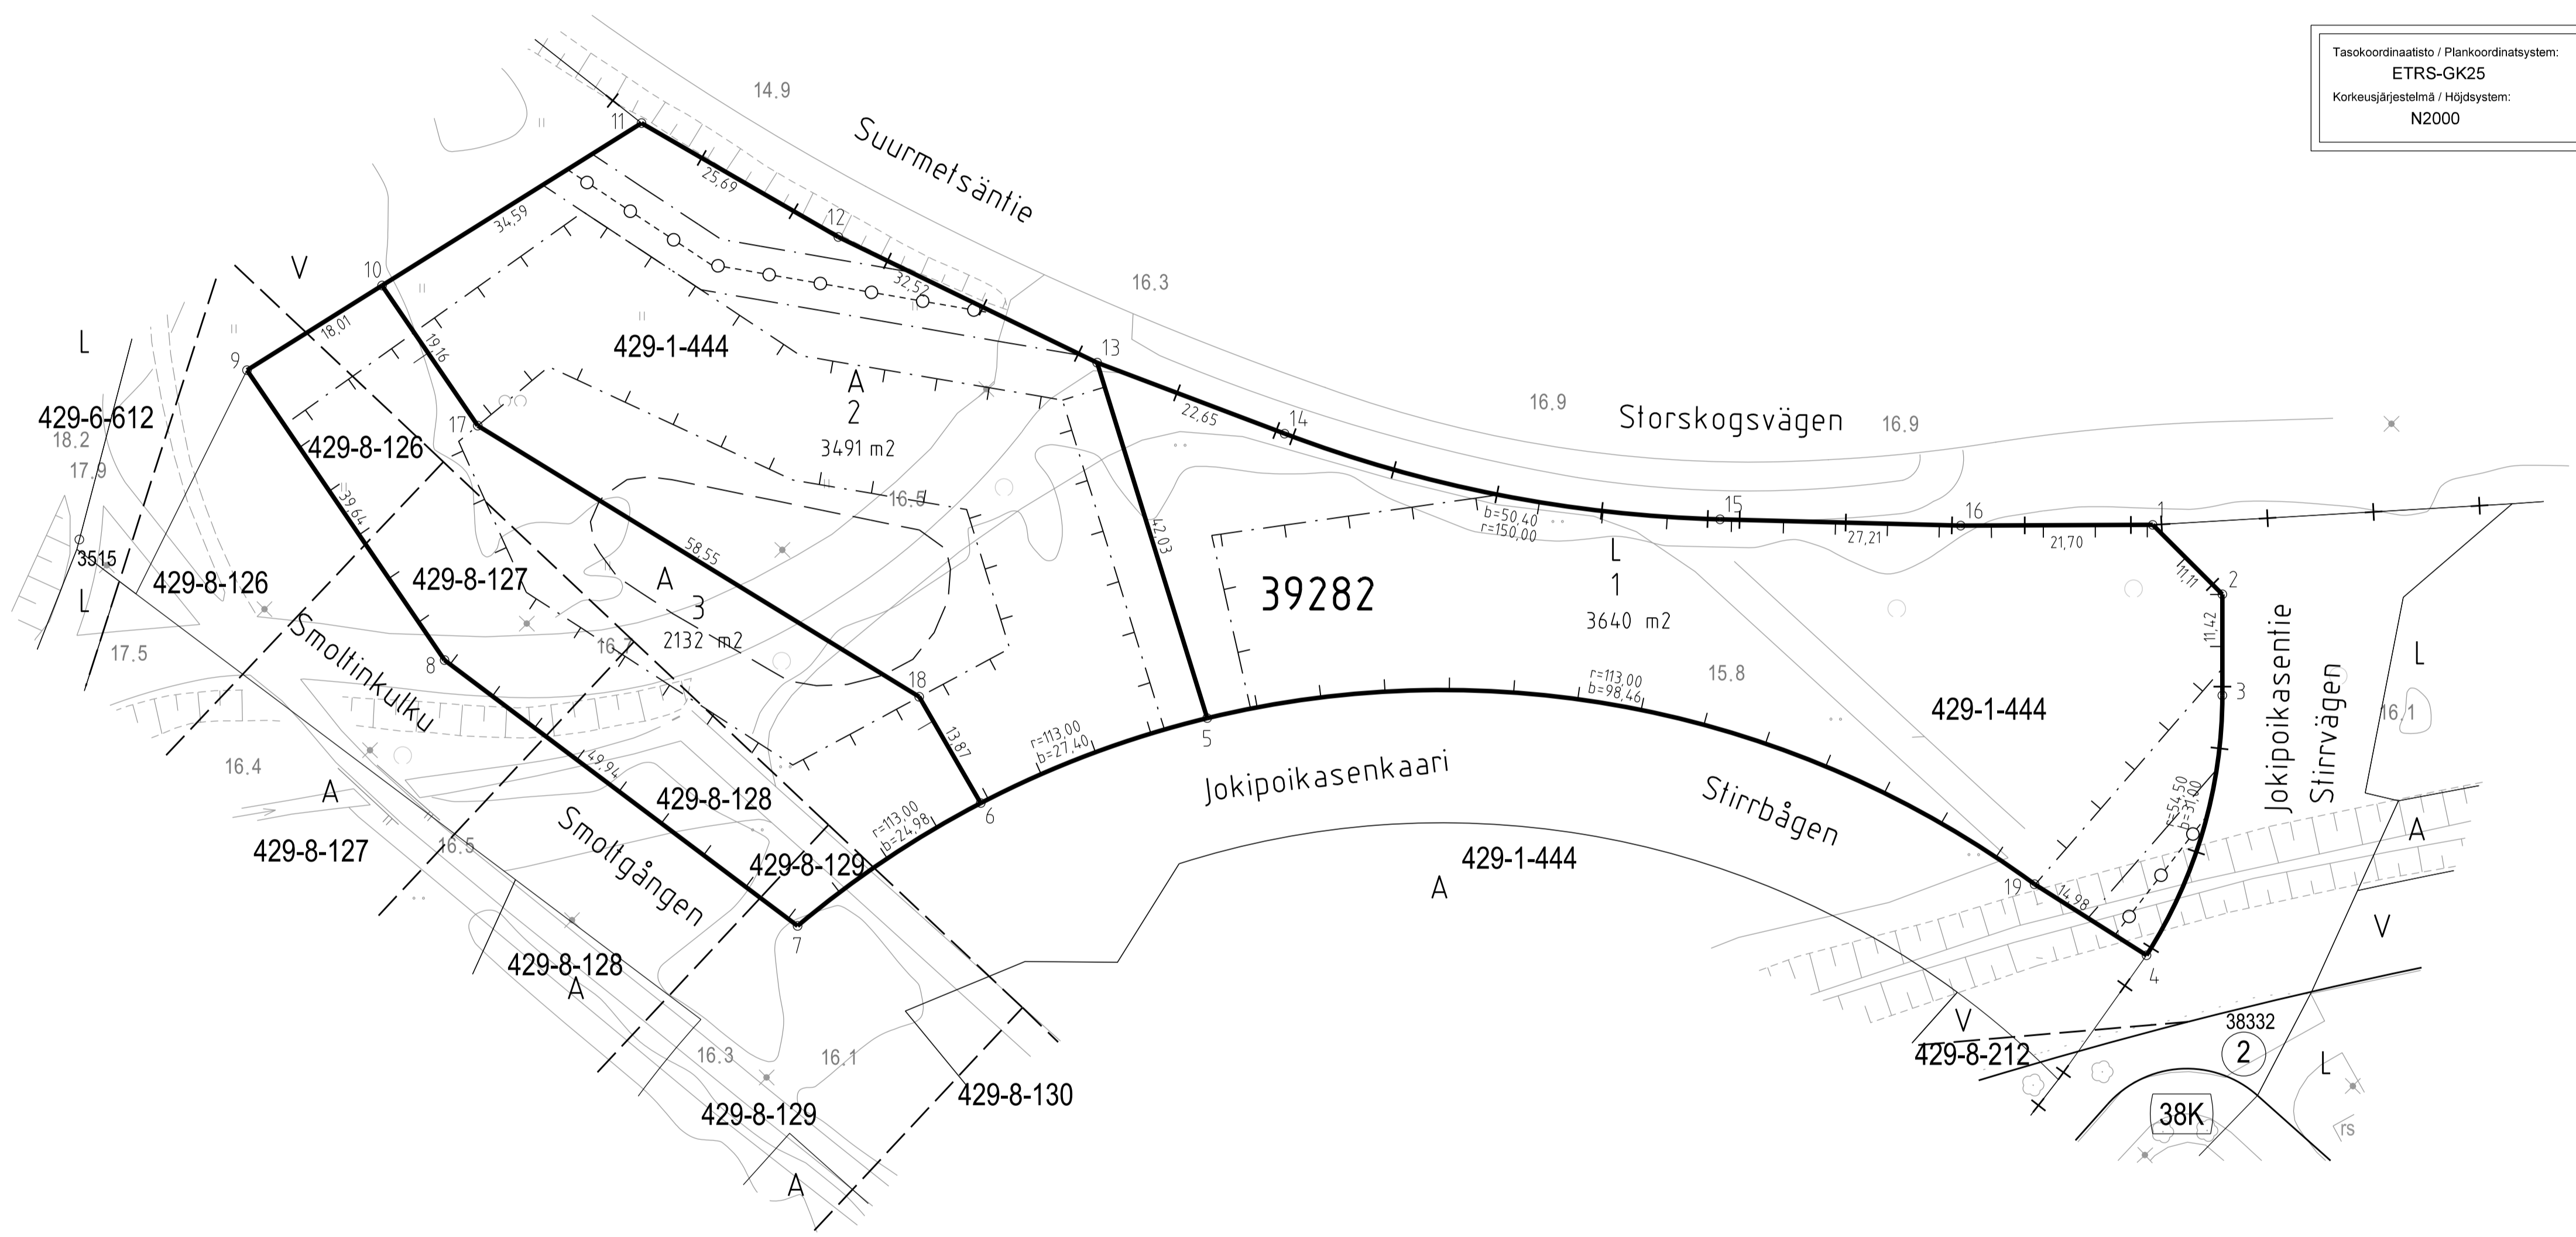 Tasokoordinaatisto / Plankoordinatsystem:
ETRS-GK25
Korkeusjärjestelmä / Höjdsystem:
N2000
14.9
Suurmetsäntie
11
25,69
12
32,52
34,59
10
V
18,01
9
19,16
16.3
13
429-1-444
A
2
3491 m2
22,65
14
16.9
Storskogsvägen
16.9
L
429-6-612
18.2
17.9
17
429-8-126
39,64
16.5
42,03
b=50,40
r=150,00
15
16
1
27,21
21,70
11,11
2
3515
429-8-126
429-8-127
58,55
A
3
2132 m2
39282
L
1
3640 m2
11,42
L
Smoltinkulku
16.7
17.5
8
18
13,87
r=113,00
b=98,46
15.8
429-1-444
3
Jokipoikasentie
Stirrvägen
L
16.1
5
r=113,00
b=27,40
Jokipoikasenkaari
Stirrbågen
16.4
A
49,94
429-8-128
6
r=113,00
b=24,98
r=54,50
b=31,00
A
429-8-127
16.5
Smoltgången
429-8-129
429-1-444
A
19
14,98
7
4
V
429-8-128
A
16.3
16.1
V
429-8-212
38332
2
L
429-8-129
429-8-130
38K
rs
A